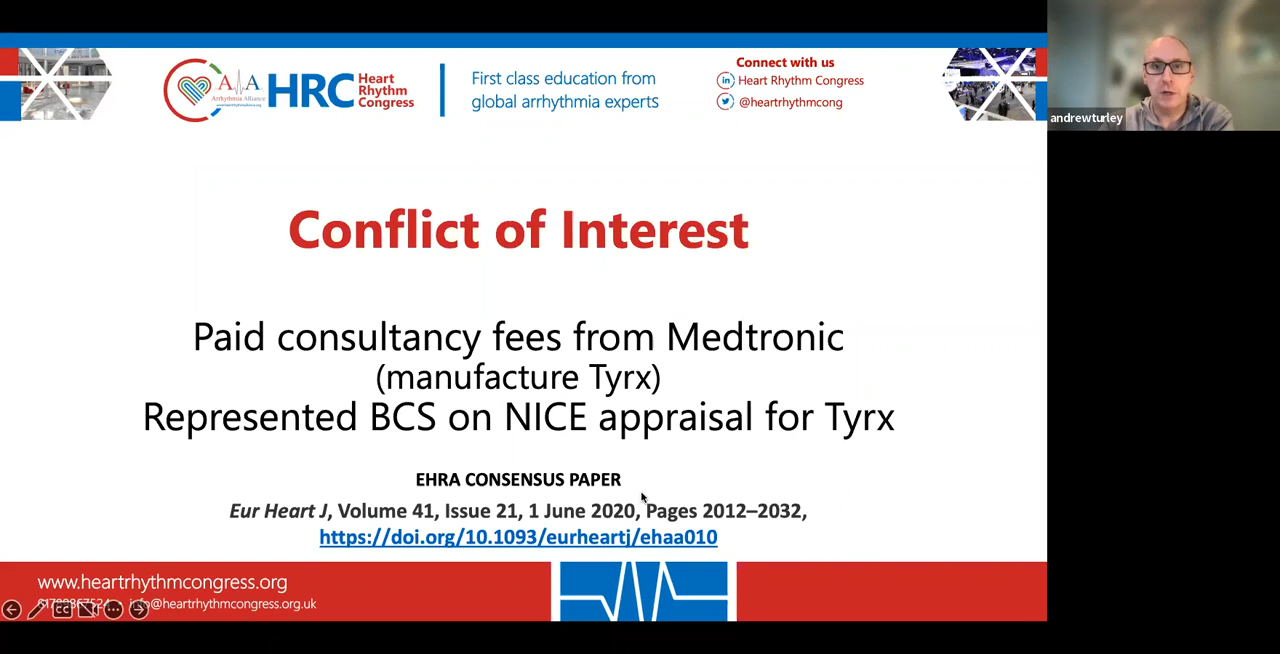 Arrhythmia Alliance
HRC
Heart
Rhythm
Congress
First class education from
global arrhythmia experts
Connect with us
in Heart Rhythm Congress
@heartrhythmcong
andrewturley
Conflict of Interest
Paid consultancy fees from Medtronic
(manufacture Tyrx)
Represented BCS on NICE appraisal for Tyrx
EHRA CONSENSUS PAPER
Eur Heart J, Volume 41, Issue 21, 1 June 2020, Pages 2012–2032,
https://doi.org/10.1093/eurheartj/ehaa010
www.heartrhythmcongress.org
info@heartrhythmcongress.org.uk
CC